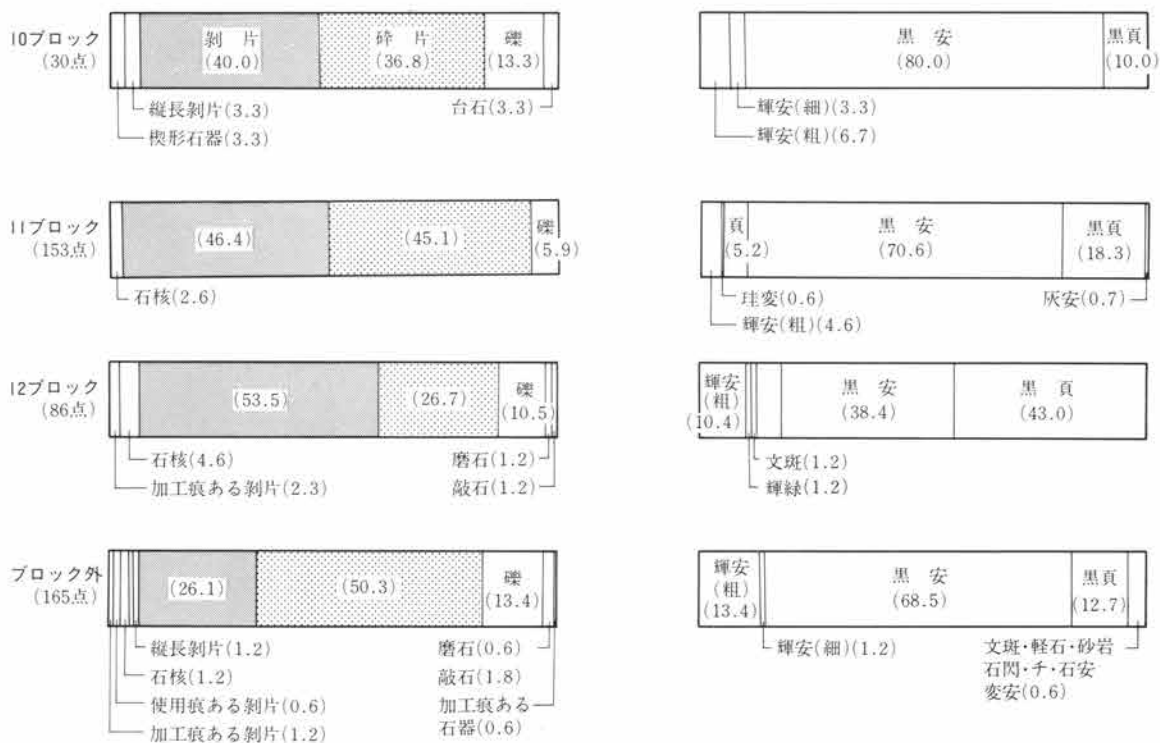 10ブロック
(30点)
剥片
(40.0)
砕片
(36.8)
礫
(13.3)
縦長剥片(3.3)
楔形石器(3.3)
台石(3.3)
黒安
(80.0)
黒頁
(10.0)
輝安(細)(3.3)
輝安(粗)(6.7)
11ブロック
(153点)
(46.4)
(45.1)
礫
(5.9)
石核(2.6)
頁
(5.2)
黒安
(70.6)
黒頁
(18.3)
珪変(0.6)
輝安(粗)(4.6)
灰安(0.7)
12ブロック
(86点)
(53.5)
(26.7)
礫
(10.5)
石核(4.6)
加工痕ある剥片(2.3)
磨石(1.2)
敲石(1.2)
輝安
(粗)
(10.4)
黒安
(38.4)
黒頁
(43.0)
文斑(1.2)
輝緑(1.2)
ブロック外
(165点)
(26.1)
(50.3)
礫
(13.4)
縦長剥片(1.2)
石核(1.2)
使用痕ある剥片(0.6)
加工痕ある剥片(1.2)
磨石(0.6)
敲石(1.8)
加工痕ある
石器(0.6)
輝安
(粗)
(13.4)
黒安
(68.5)
黒頁
(12.7)
輝安(細)(1.2)
文斑・軽石・砂岩
石閃・チ・石安
変安(0.6)